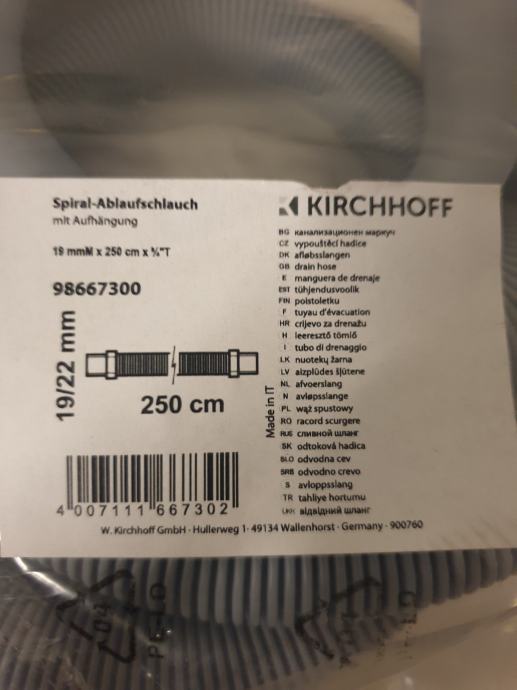 Spiral-Ablaufschlauch
mit Aufhängung
19 mmM x 250 cm x ¾"T
98667300
19/22 mm
250 cm
Made in IT
4 007111 667302
KIRCHHOFF
BG канализационен маркуч
CZ vypouštěcí hadice
DK afløbsslangen
GB drain hose
E manguera de drenaje
EST tühjendusvoolik
FIN poistoletku
F tuyau d'évacuation
HR crijevo za drenažu
H leeresztő tömlő
I tubo di drenaggio
LK nuotekų žarna
LV aizplūdes šļūtene
NL afvoerslang
N avløpsslange
PL wąż spustowy
RO racord scurgere
RUS сливной шланг
SK odtoková hadica
SLO odvodna cev
SRB odvodno crevo
S avloppsslang
TR tahliye hortumu
UKR відвідний шланг
W. Kirchhoff GmbH · Hullerweg 1 · 49134 Wallenhorst · Germany · 900760
04
PE-LD